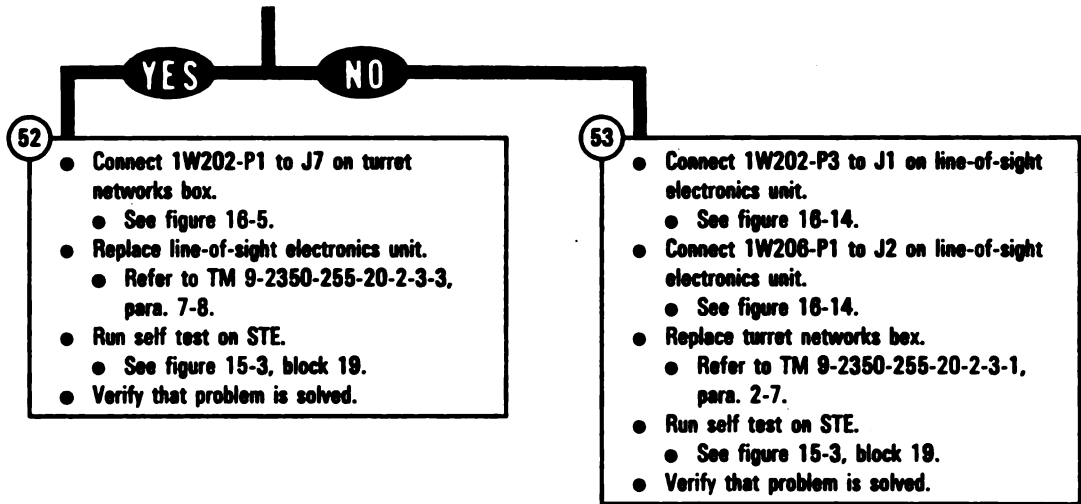 YES
NO
52
● Connect 1W202-P1 to J7 on turret
networks box.
● See figure 16-5.
● Replace line-of-sight electronics unit.
● Refer to TM 9-2350-255-20-2-3-3,
para. 7-8.
● Run self test on STE.
● See figure 15-3, block 19.
● Verify that problem is solved.
53
● Connect 1W202-P3 to J1 on line-of-sight
electronics unit.
● See figure 16-14.
● Connect 1W206-P1 to J2 on line-of-sight
electronics unit.
● See figure 16-14.
● Replace turret networks box.
● Refer to TM 9-2350-255-20-2-3-1,
para. 2-7.
● Run self test on STE.
● See figure 15-3, block 19.
● Verify that problem is solved.